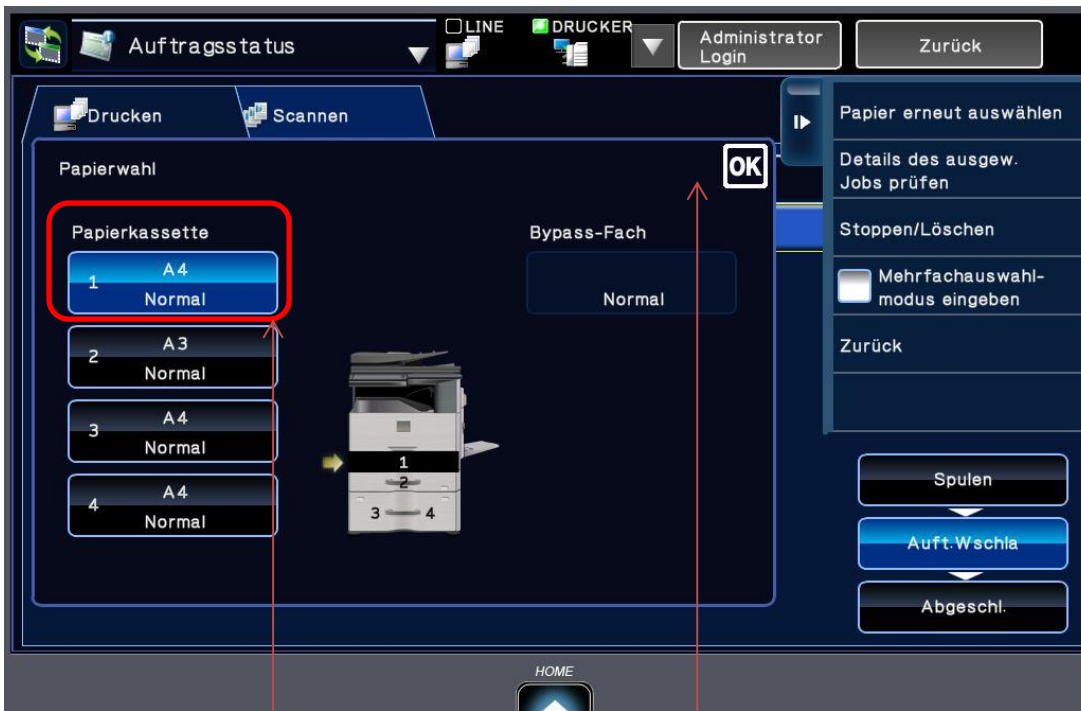 Auftragsstatus
LINE
DRUCKER
Administrator
Login
Zurück
Drucken
Scannen
Papierwahl
OK
Papierkassette
1
A4
Normal
2
A3
Normal
3
A4
Normal
4
A4
Normal
Bypass-Fach
Normal
1
2
3 4
Papier erneut auswählen
Details des ausgew.
Jobs prüfen
Stoppen/Löschen
Mehrfachauswahl-
modus eingeben
Zurück
Spulen
Auft.Wschla
Abgeschl.
HOME